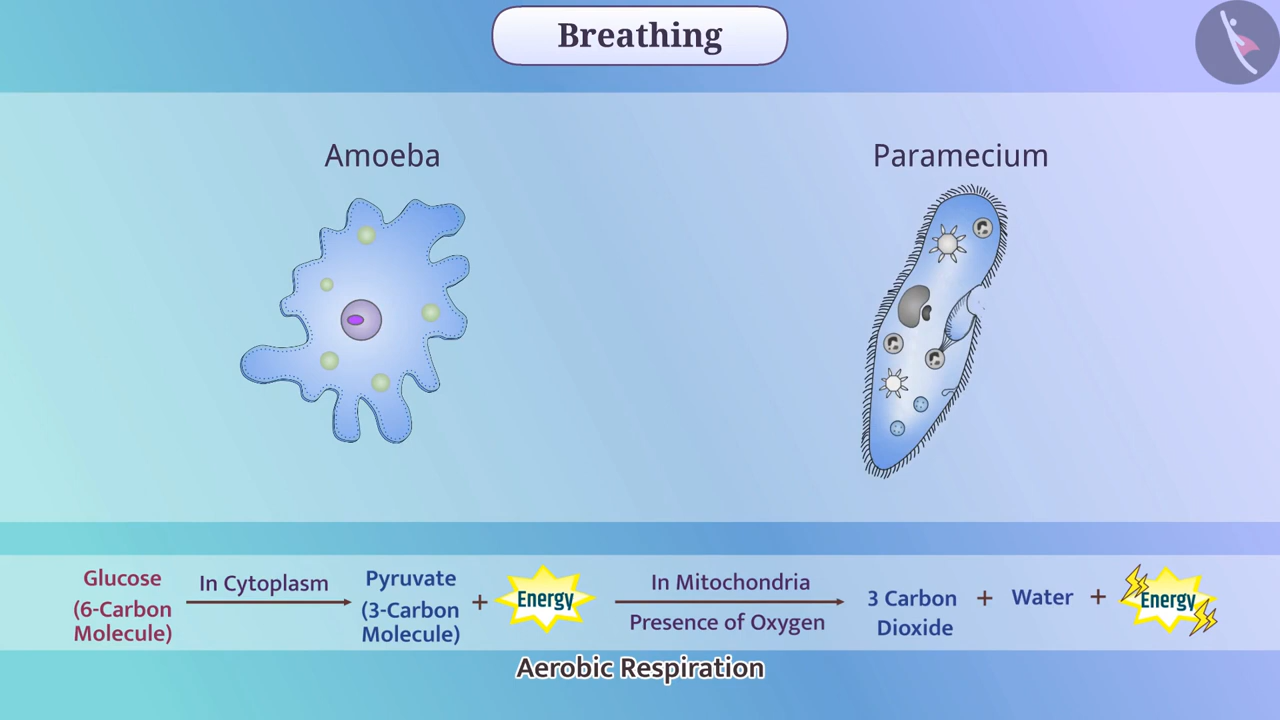 Breathing
Amoeba
Paramecium
Glucose
(6-Carbon
Molecule)
In Cytoplasm
Pyruvate
(3-Carbon
Molecule)
+
Energy
In Mitochondria
Presence of Oxygen
3 Carbon
Dioxide
+
Water
+
Energy
Aerobic Respiration